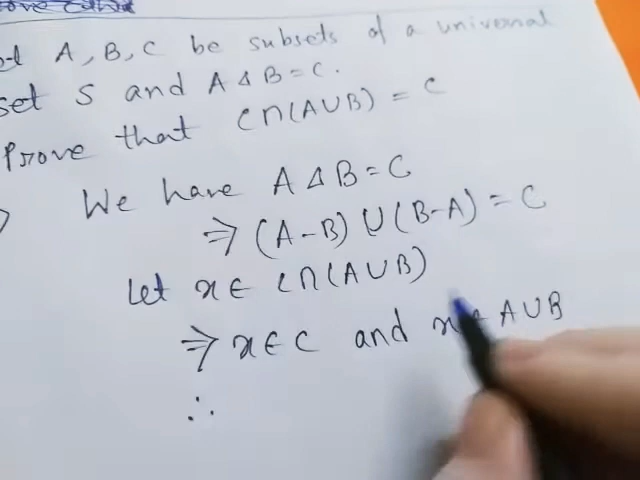 A, B, C be subsets of a universal
set S and A Δ B = C.
Prove that C∩(A∪B) = C
We have A Δ B = C
⇒ (A-B) ∪ (B-A) = C
Let x ∈ C∩(A∪B)
⇒ x ∈ C and x ∈ A∪B
∴